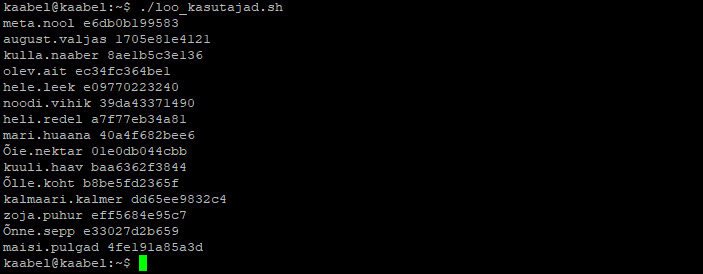 kaabel@kaabel:~$ ./loo_kasutajad.sh
meta.nool e6db0b199583
august.valjas 1705e81e4121
kulla.naaber 8ae1b5c3e136
olev.ait ec34fc364be1
hele.leek e09770223240
noodi.vihik 39da43371490
heli.redel a7f77eb34a81
mari.huaana 40a4f682bee6
Õie.nektar 01e0db044cbb
kuuli.haav baa6362f3844
Õlle.koht b8be5fd2365f
kalmaari.kalmer dd65ee9832c4
zoja.puhur eff5684e95c7
Õnne.sepp e33027d2b659
maisi.pulgad 4fe191a85a3d
kaabel@kaabel:~$